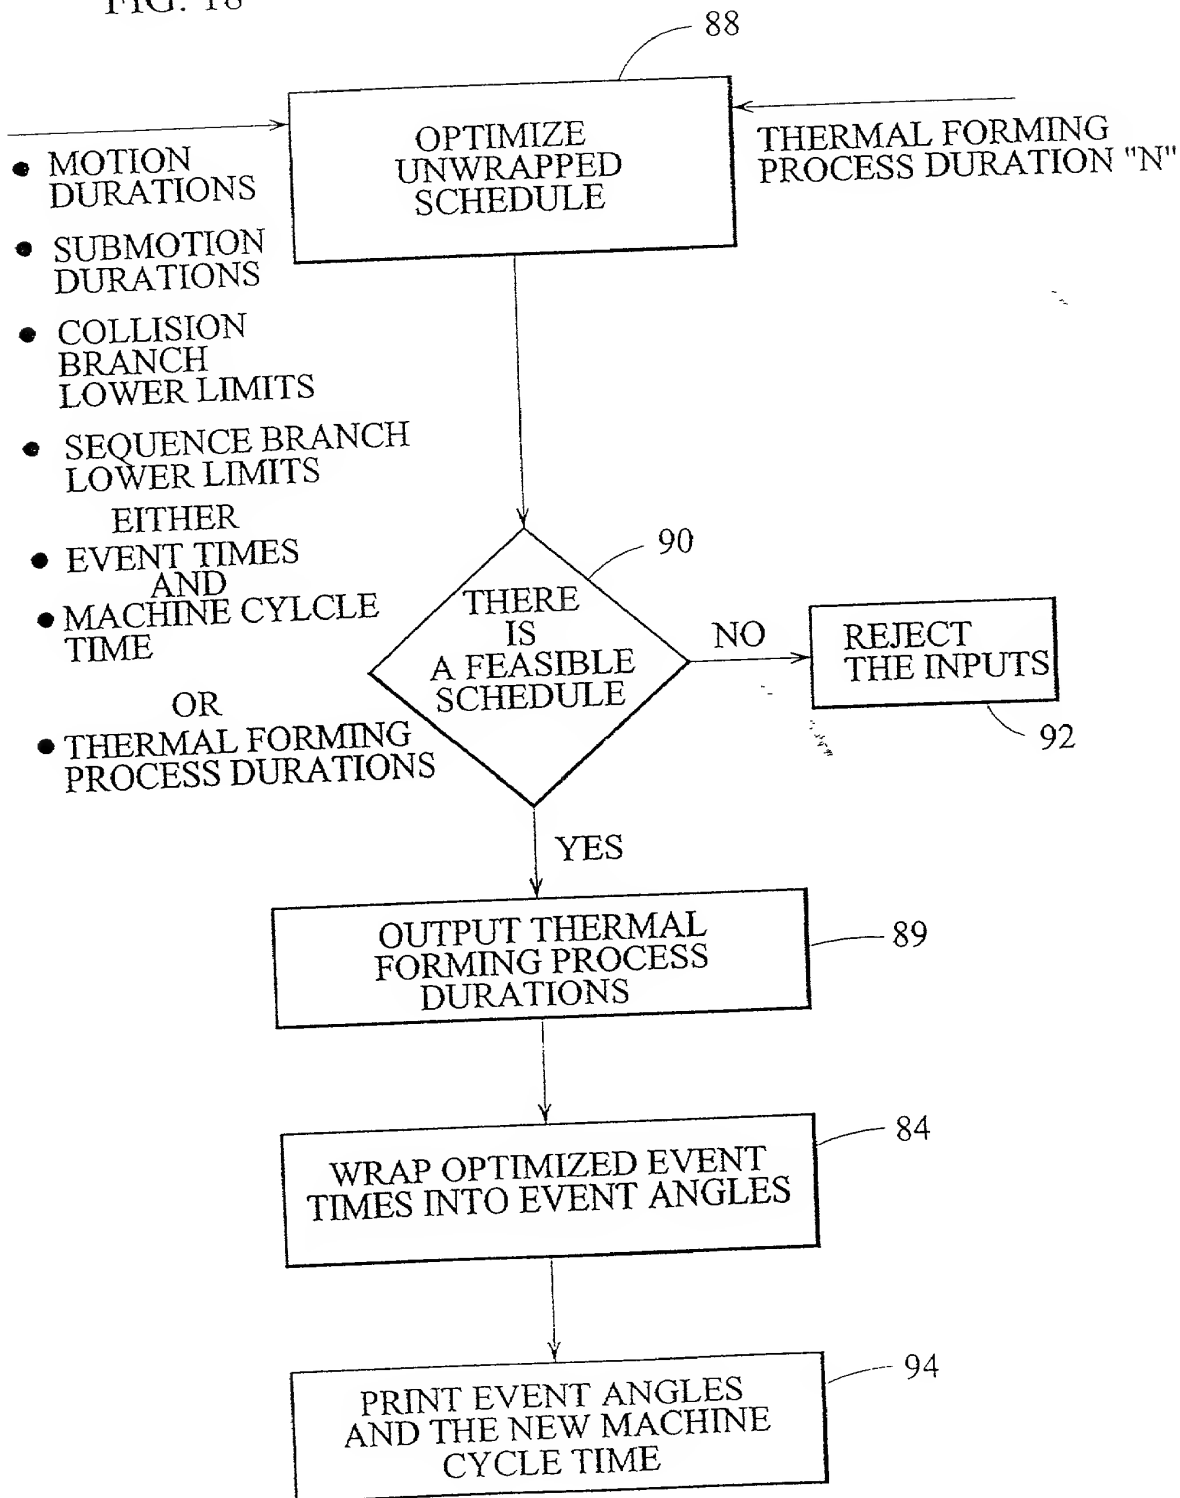 FIG. 18
88
OPTIMIZE
UNWRAPPED
SCHEDULE
THERMAL FORMING
PROCESS DURATION "N"
• MOTION
DURATIONS
• SUBMOTION
DURATIONS
• COLLISION
BRANCH
LOWER LIMITS
• SEQUENCE BRANCH
LOWER LIMITS
EITHER
• EVENT TIMES
AND
• MACHINE CYLCLE
TIME
OR
• THERMAL FORMING
PROCESS DURATIONS
90
THERE
IS
A FEASIBLE
SCHEDULE
NO
REJECT
THE INPUTS
92
YES
OUTPUT THERMAL
FORMING PROCESS
DURATIONS
89
WRAP OPTIMIZED EVENT
TIMES INTO EVENT ANGLES
84
PRINT EVENT ANGLES
AND THE NEW MACHINE
CYCLE TIME
94